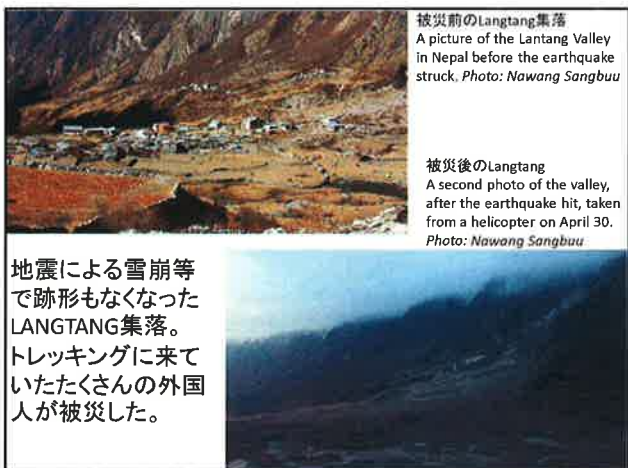 被災前のLangtang集落
A picture of the Lantang Valley
in Nepal before the earthquake
struck. Photo: Nawang Sangbuu
被災後のLangtang
A second photo of the valley,
after the earthquake hit, taken
from a helicopter on April 30.
Photo: Nawang Sangbuu
地震による雪崩等
で跡形もなくなった
LANGTANG集落。
トレッキングに来て
いたたくさんの外国
人が被災した。